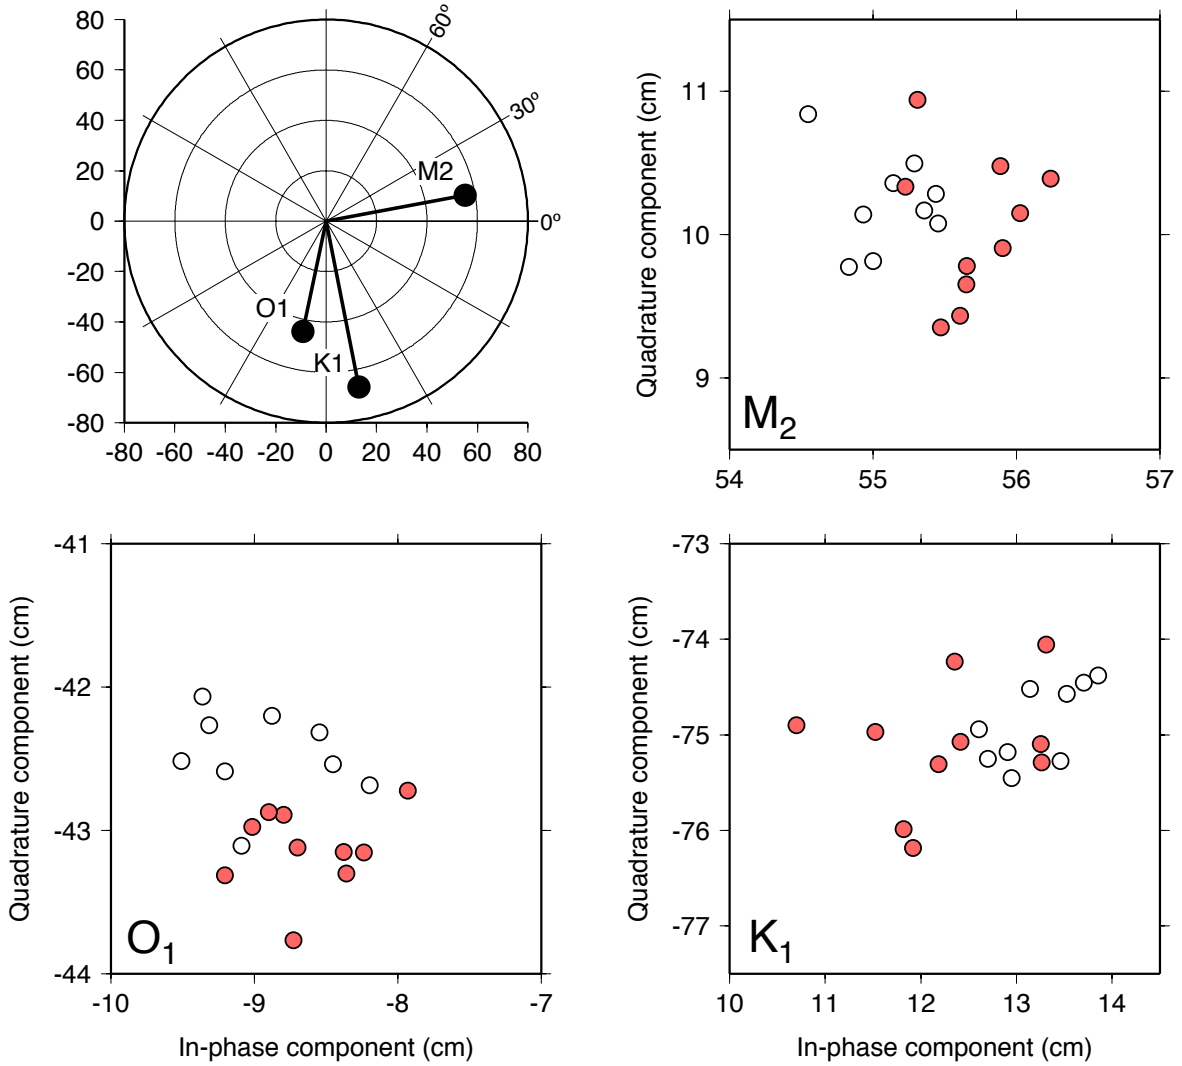 80
60
40
20
0
-20
-40
-60
-80
-80 -60 -40 -20 0 20 40 60 80
60º
30º
0º
M2
O1
K1
Quadrature component (cm)
11
10
9
M2
54 55 56 57
Quadrature component (cm)
-41
-42
-43
-44
O1
-10 -9 -8 -7
In-phase component (cm)
Quadrature component (cm)
-73
-74
-75
-76
-77
K1
10 11 12 13 14
In-phase component (cm)